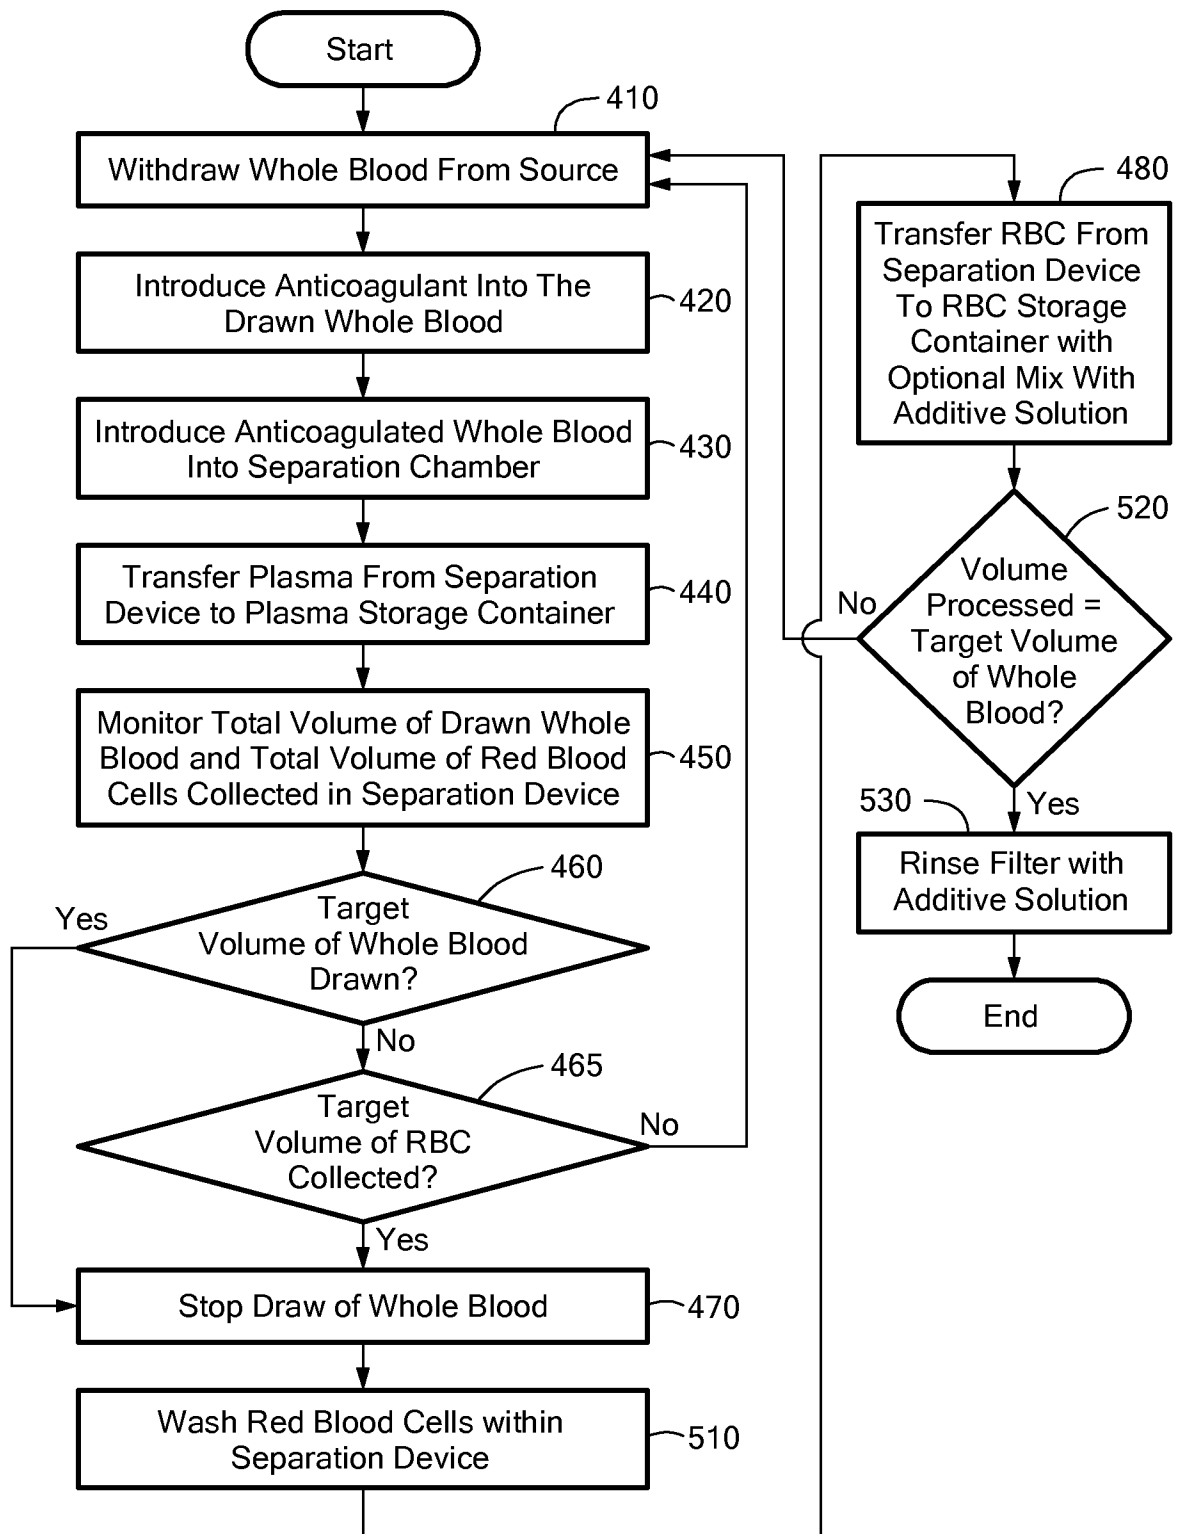 Start
410
Withdraw Whole Blood From Source
Introduce Anticoagulant Into The
Drawn Whole Blood
420
Introduce Anticoagulated Whole Blood
Into Separation Chamber
430
Transfer Plasma From Separation
Device to Plasma Storage Container
440
Monitor Total Volume of Drawn Whole
Blood and Total Volume of Red Blood
Cells Collected in Separation Device
450
460
Target
Volume of Whole Blood
Drawn?
Yes
No
465
Target
Volume of RBC
Collected?
No
Yes
Stop Draw of Whole Blood
470
Wash Red Blood Cells within
Separation Device
510
480
Transfer RBC From
Separation Device
To RBC Storage
Container with
Optional Mix With
Additive Solution
520
Volume
Processed =
Target Volume
of Whole
Blood?
No
Yes
530
Rinse Filter with
Additive Solution
End